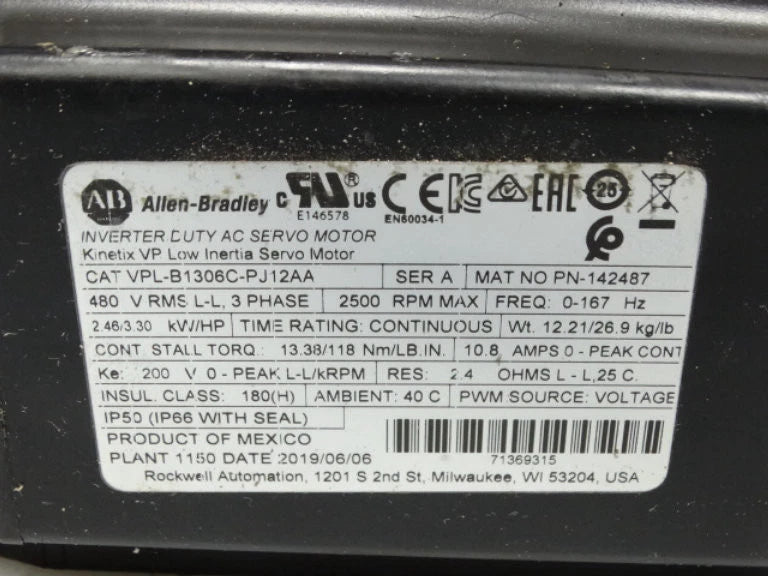 AB Allen-Bradley c UR ® US CE EAC 25
E146578 EN60034-1
INVERTER DUTY AC SERVO MOTOR
Kinetix VP Low Inertia Servo Motor
CAT VPL-B1306C-PJ12AA SER A MAT NO PN-142487
480 V RMS L-L, 3 PHASE 2500 RPM MAX FREQ: 0-167 Hz
2.46/3.30 kW/HP TIME RATING: CONTINUOUS Wt. 12.21/26.9 kg/lb
CONT. STALL TORQ.: 13.38/118 Nm/LB.IN. 10.8 AMPS 0 - PEAK CONT
Ke: 200 V 0 - PEAK L-L/kRPM RES: 2.4 OHMS L - L,25 C.
INSUL. CLASS: 180(H) AMBIENT: 40 C PWM SOURCE: VOLTAGE
IP50 (IP66 WITH SEAL)
PRODUCT OF MEXICO
PLANT 1150 DATE:2019/06/06 71369315
Rockwell Automation, 1201 S 2nd St, Milwaukee, WI 53204, USA